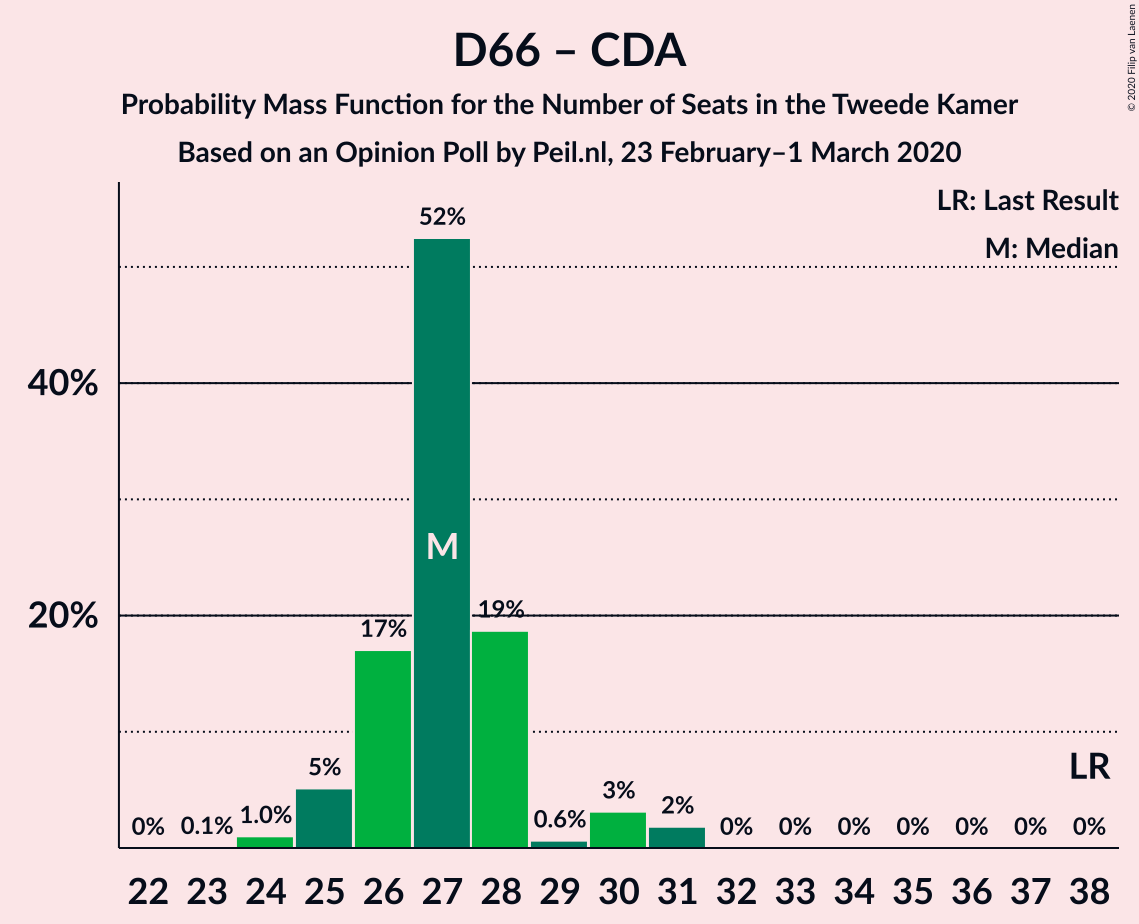 D66 – CDA
Probability Mass Function for the Number of Seats in the Tweede Kamer
Based on an Opinion Poll by Peil.nl, 23 February–1 March 2020
© 2020 Filip van Laenen
LR: Last Result
M: Median
52%
40%
M
20%
19%
17%
LR
5%
3%
2%
1.0%
0.6%
0% 0.1% 0% 0% 0% 0% 0% 0% 0%
22 23 24 25 26 27 28 29 30 31 32 33 34 35 36 37 38